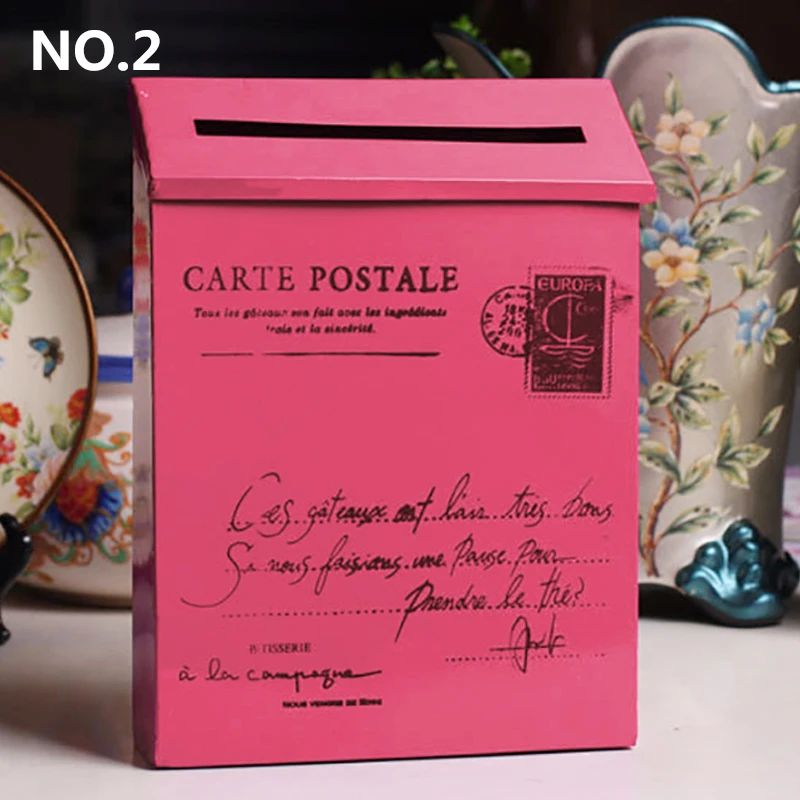 NO.2
CARTE POSTALE
Tous les gâteaux son fait avec les ingrédients
frais et la sincérité.
EUROPA
Ces gâteaux ont l'air très bons
Si nous faisions une Pause Pour
Prendre le thé?
PATISSERIE
à la campagne